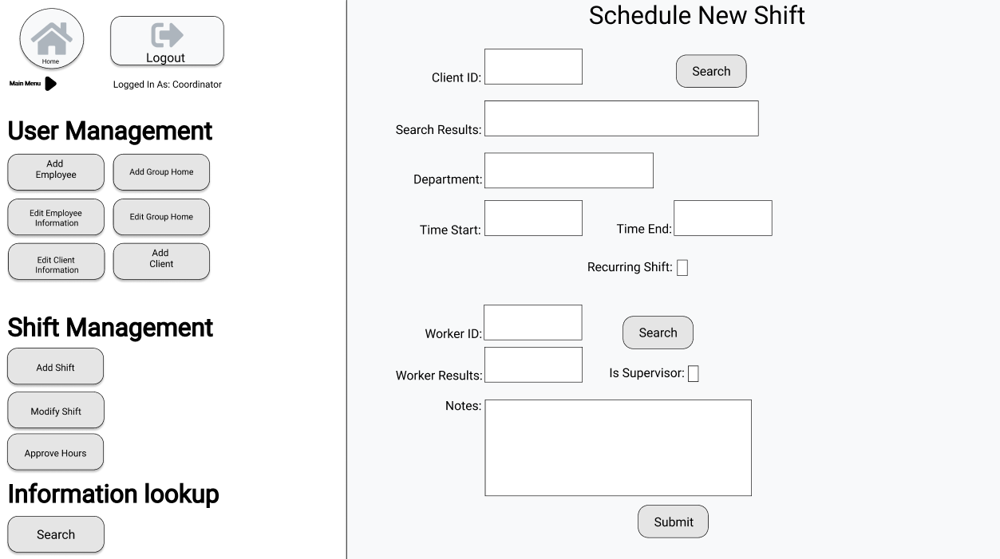 Home
Logout
Main Menu
Logged In As: Coordinator
User Management
Add
Employee
Add Group Home
Edit Employee
Information
Edit Group Home
Edit Client
Information
Add
Client
Shift Management
Add Shift
Modify Shift
Approve Hours
Information lookup
Search
Schedule New Shift
Client ID:
Search
Search Results:
Department:
Time Start:
Time End:
Recurring Shift:
Worker ID:
Search
Worker Results:
Is Supervisor:
Notes:
Submit